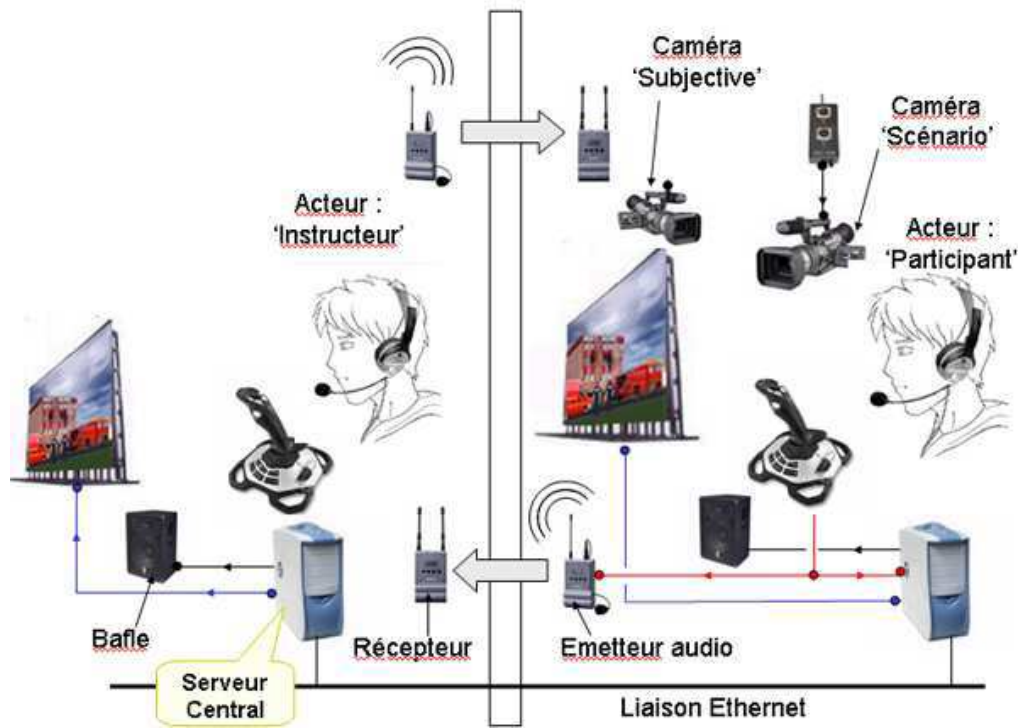 Caméra
'Subjective'
Caméra
'Scénario'
Acteur :
'Instructeur'
Acteur :
'Participant'
Bafle
Récepteur
Emetteur audio
Serveur
Central
Liaison Ethernet